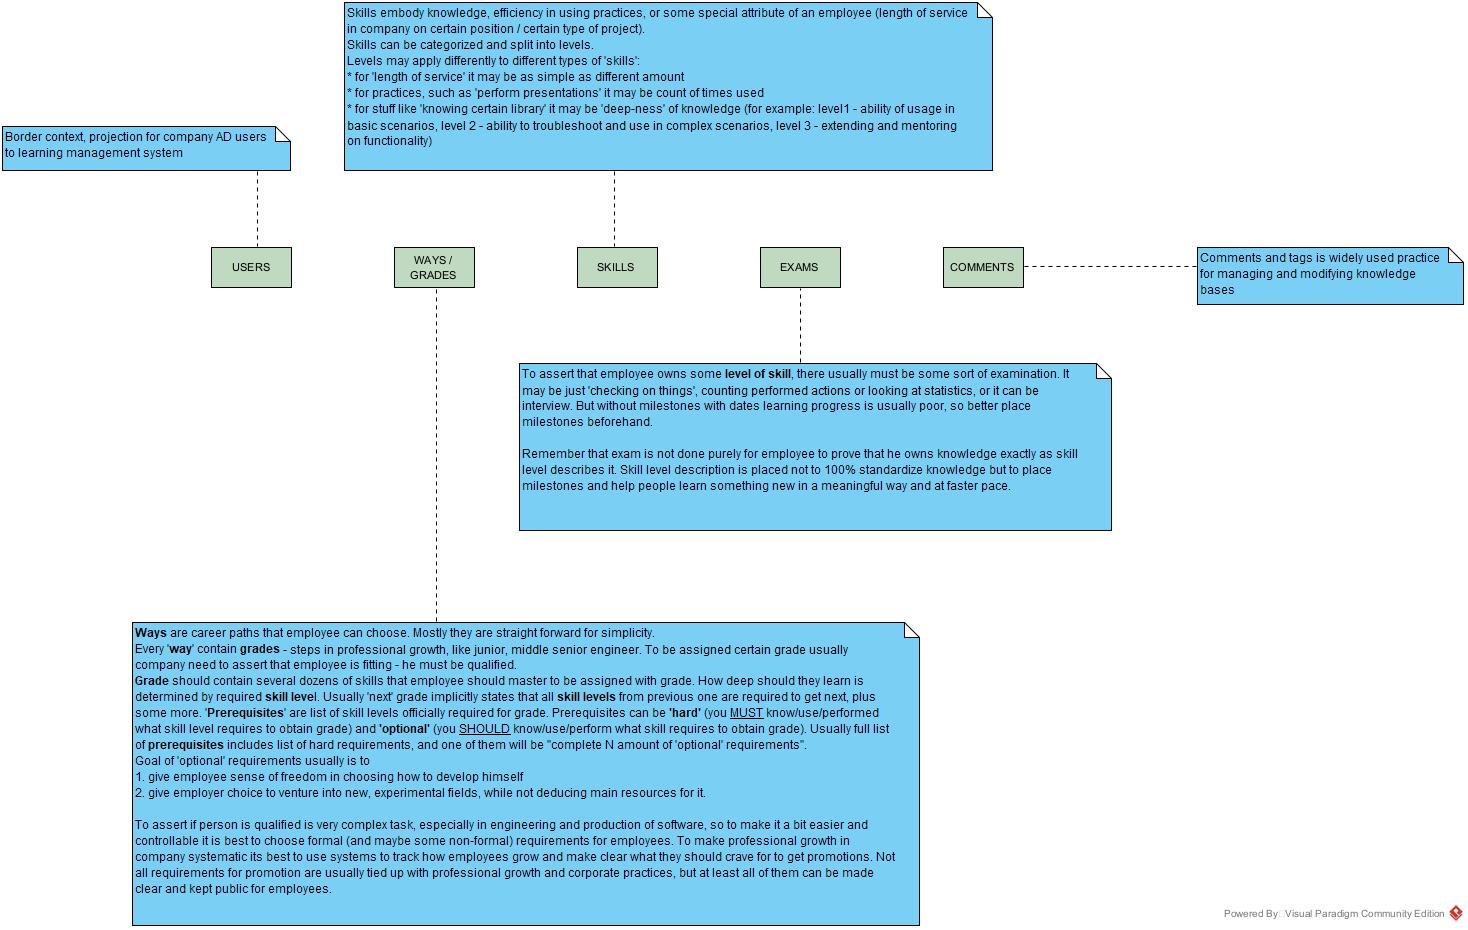 Skills embody knowledge, efficiency in using practices, or some special attribute of an employee (length of service
in company on certain position / certain type of project).
Skills can be categorized and split into levels.
Levels may apply differently to different types of 'skills':
* for 'length of service' it may be as simple as different amount
* for practices, such as 'perform presentations' it may be count of times used
* for stuff like 'knowing certain library' it may be 'deep-ness' of knowledge (for example: level1 - ability of usage in
basic scenarios, level 2 - ability to troubleshoot and use in complex scenarios, level 3 - extending and mentoring
on functionality)
Border context, projection for company AD users
to learning management system
USERS
WAYS /
GRADES
SKILLS
EXAMS
COMMENTS
Comments and tags is widely used practice
for managing and modifying knowledge
bases
To assert that employee owns some level of skill, there usually must be some sort of examination. It
may be just 'checking on things', counting performed actions or looking at statistics, or it can be
interview. But without milestones with dates learning progress is usually poor, so better place
milestones beforehand.
Remember that exam is not done purely for employee to prove that he owns knowledge exactly as skill
level describes it. Skill level description is placed not to 100% standardize knowledge but to place
milestones and help people learn something new in a meaningful way and at faster pace.
Ways are career paths that employee can choose. Mostly they are straight forward for simplicity.
Every 'way' contain grades - steps in professional growth, like junior, middle senior engineer. To be assigned certain grade usually
company need to assert that employee is fitting - he must be qualified.
Grade should contain several dozens of skills that employee should master to be assigned with grade. How deep should they learn is
determined by required skill level. Usually 'next' grade implicitly states that all skill levels from previous one are required to get next, plus
some more. 'Prerequisites' are list of skill levels officially required for grade. Prerequisites can be 'hard' (you MUST know/use/performed
what skill level requires to obtain grade) and 'optional' (you SHOULD know/use/perform what skill requires to obtain grade). Usually full list
of prerequisites includes list of hard requirements, and one of them will be "complete N amount of 'optional' requirements".
Goal of 'optional' requirements usually is to
1. give employee sense of freedom in choosing how to develop himself
2. give employer choice to venture into new, experimental fields, while not deducing main resources for it.
To assert if person is qualified is very complex task, especially in engineering and production of software, so to make it a bit easier and
controllable it is best to choose formal (and maybe some non-formal) requirements for employees. To make professional growth in
company systematic its best to use systems to track how employees grow and make clear what they should crave for to get promotions. Not
all requirements for promotion are usually tied up with professional growth and corporate practices, but at least all of them can be made
clear and kept public for employees.
Powered By Visual Paradigm Community Edition